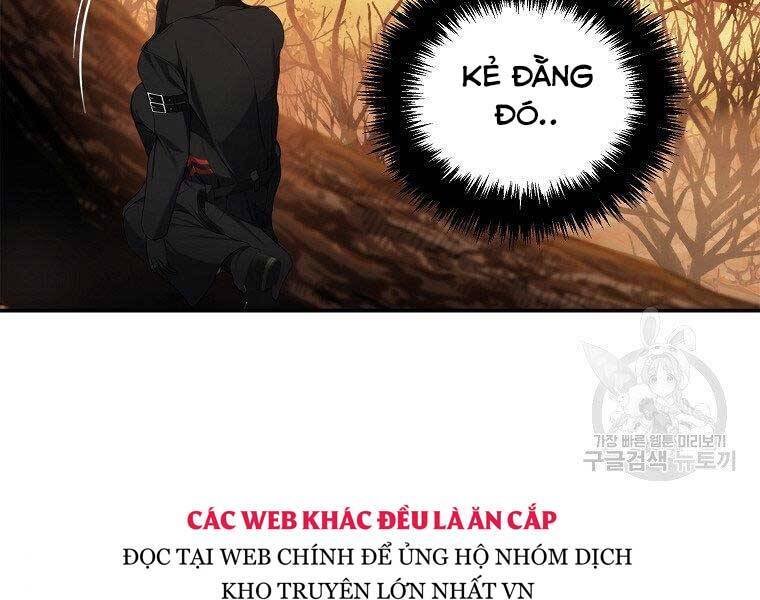 KẺ ĐẰNG
ĐÓ..
가장 빠른 웹툰 미리보기
구글검색 뉴토끼
CÁC WEB KHÁC ĐỀU LÀ ĂN CẮP
ĐỌC TẠI WEB CHÍNH ĐỂ ỦNG HỘ NHÓM DỊCH
KHO TRUYỆN LỚN NHẤT VN